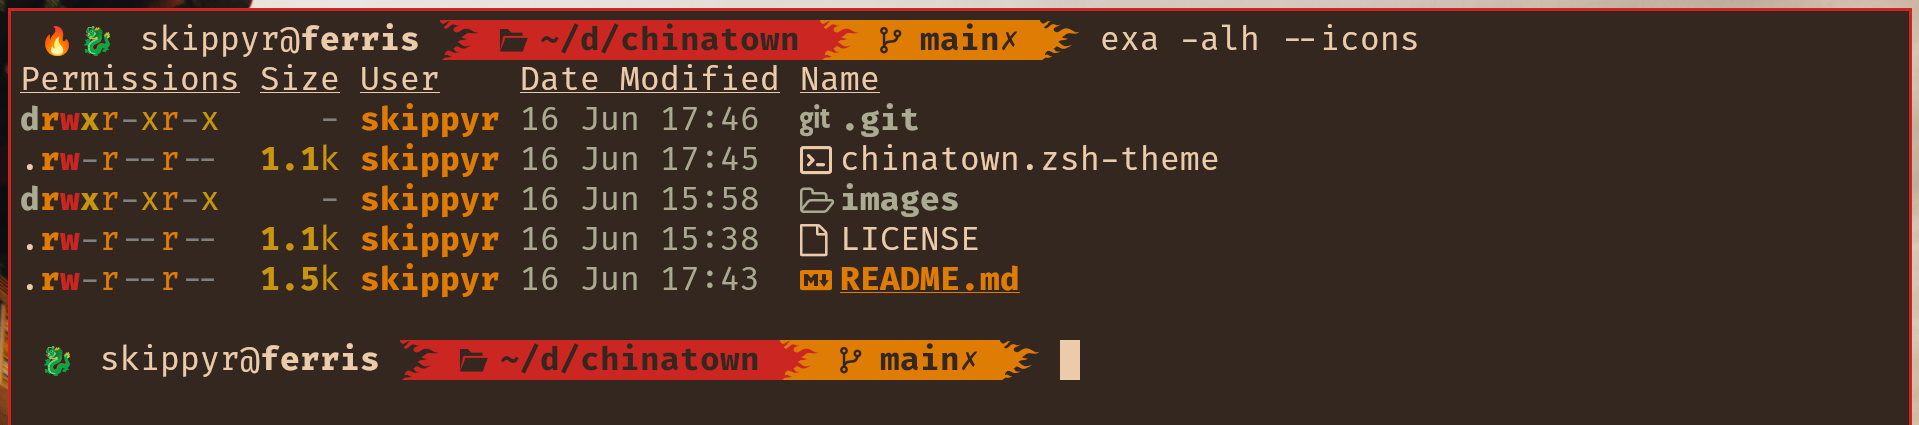 🔥🐉 skippyr@ferris ~/d/chinatown main✗ exa -alh --icons
Permissions Size User Date Modified Name
drwxr-xr-x - skippyr 16 Jun 17:46 git .git
.rw-r--r-- 1.1k skippyr 16 Jun 17:45 chinatown.zsh-theme
drwxr-xr-x - skippyr 16 Jun 15:58 images
.rw-r--r-- 1.1k skippyr 16 Jun 15:38 LICENSE
.rw-r--r-- 1.5k skippyr 16 Jun 17:43 README.md
🐉 skippyr@ferris ~/d/chinatown main✗